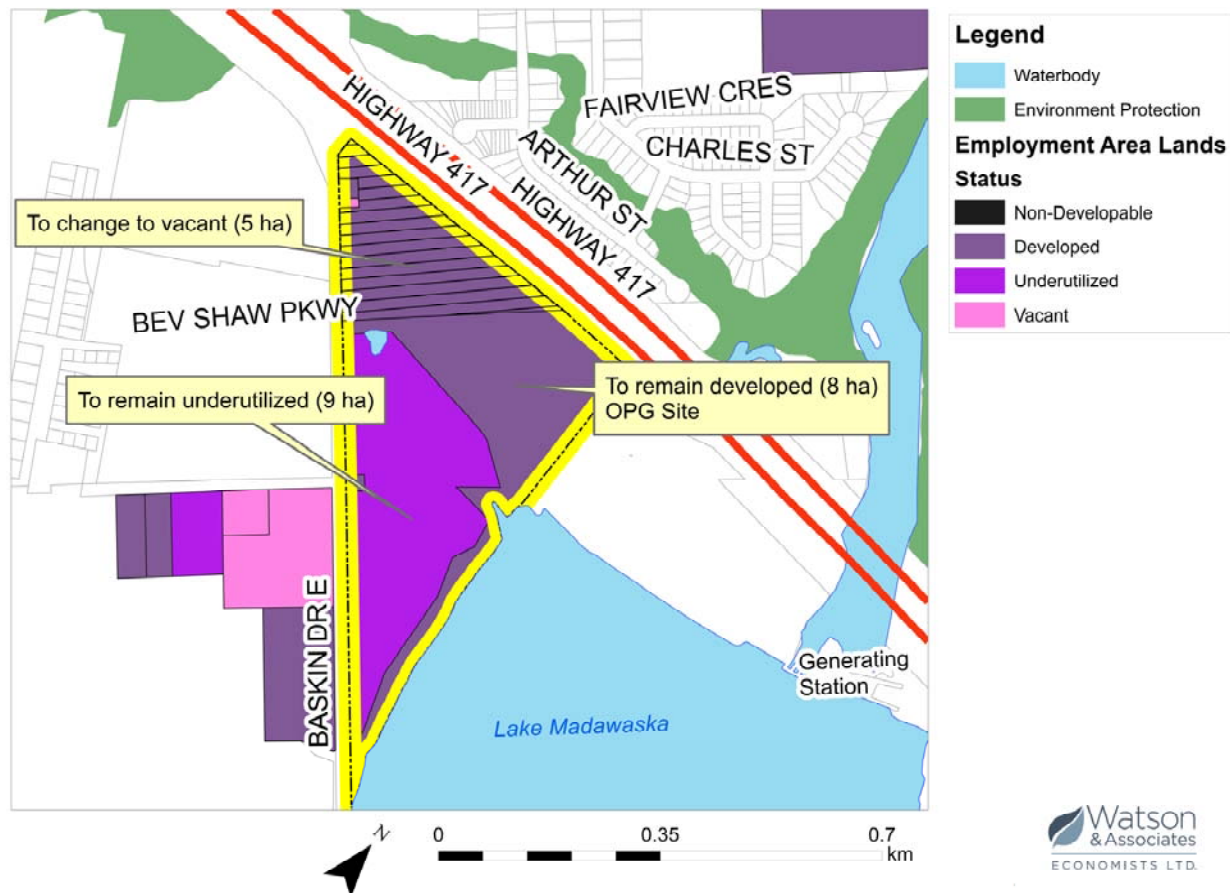 HIGHWAY 417
FAIRVIEW CRES
CHARLES ST
ARTHUR ST
HIGHWAY 417
To change to vacant (5 ha)
BEV SHAW PKWY
To remain underutilized (9 ha)
To remain developed (8 ha)
OPG Site
BASKIN DR E
Generating
Station
Lake Madawaska
Legend
Waterbody
Environment Protection
Employment Area Lands
Status
Non-Developable
Developed
Underutilized
Vacant
N
0 0.35 0.7
km
Watson
& Associates
ECONOMISTS LTD.